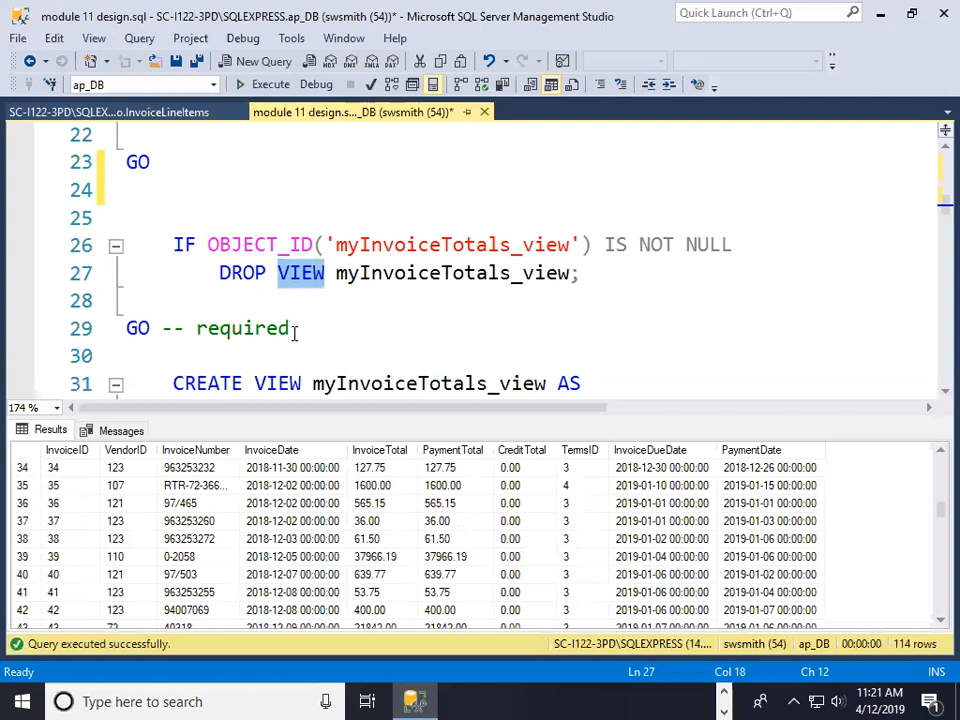 module 11 design.sql - SC-I122-3PD\SQLEXPRESS.ap_DB (swsmith (54))* - Microsoft SQL Server Management Studio
Quick Launch (Ctrl+Q)
File Edit View Query Project Debug Tools Window Help
New Query
ap_DB Execute Debug
SC-I122-3PD\SQLEX...o.InvoiceLineItems
module 11 design.s..._DB (swsmith (54))*
22
23 GO
24
25
26 IF OBJECT_ID('myInvoiceTotals_view') IS NOT NULL
27 DROP VIEW myInvoiceTotals_view;
28
29 GO -- required
30
31 CREATE VIEW myInvoiceTotals_view AS
174 %
Results Messages
InvoiceID VendorID InvoiceNumber InvoiceDate InvoiceTotal PaymentTotal CreditTotal TermsID InvoiceDueDate PaymentDate
34 34 123 963253232 2018-11-30 00:00:00 127.75 127.75 0.00 3 2018-12-30 00:00:00 2018-12-26 00:00:00
35 35 107 RTR-72-366... 2018-12-02 00:00:00 1600.00 1600.00 0.00 4 2019-01-10 00:00:00 2019-01-15 00:00:00
36 36 121 97/465 2018-12-02 00:00:00 565.15 565.15 0.00 3 2019-01-01 00:00:00 2019-01-01 00:00:00
37 37 123 963253260 2018-12-02 00:00:00 36.00 36.00 0.00 3 2019-01-01 00:00:00 2019-01-03 00:00:00
38 38 123 963253272 2018-12-03 00:00:00 61.50 61.50 0.00 3 2019-01-02 00:00:00 2019-01-06 00:00:00
39 39 110 0-2058 2018-12-05 00:00:00 37966.19 37966.19 0.00 3 2019-01-04 00:00:00 2019-01-06 00:00:00
40 40 121 97/503 2018-12-07 00:00:00 639.77 639.77 0.00 3 2019-01-06 00:00:00 2019-01-06 00:00:00
41 41 123 963253255 2018-12-08 00:00:00 53.75 53.75 0.00 3 2019-01-06 00:00:00 2019-01-06 00:00:00
42 42 123 94007069 2018-12-08 00:00:00 400.00 400.00 0.00 3 2019-01-06 00:00:00 2019-01-07 00:00:00
Query executed successfully. SC-I122-3PD\SQLEXPRESS (14.... swsmith (54) ap_DB 00:00:00 114 rows
Ready Ln 27 Col 18 Ch 12 INS
Type here to search
11:21 AM
4/12/2019
1